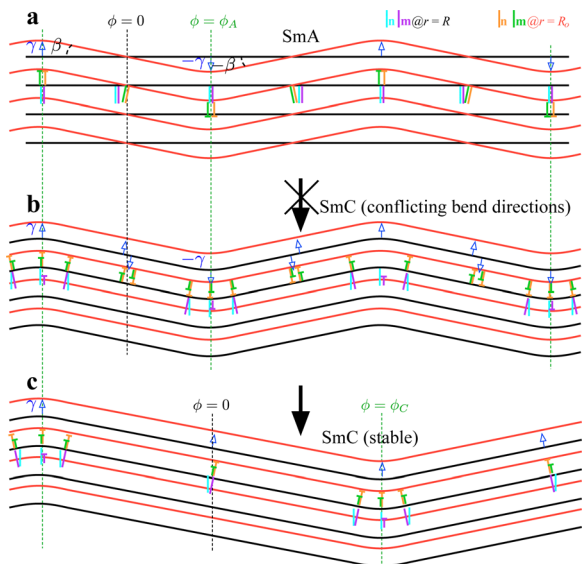 a
ϕ = 0
ϕ = ϕ_A
SmA
n m@r = R
n m@r = R_o
γ
β
−γ
−β
b
SmC (conflicting bend directions)
γ
−γ
c
γ
ϕ = 0
ϕ = ϕ_C
SmC (stable)